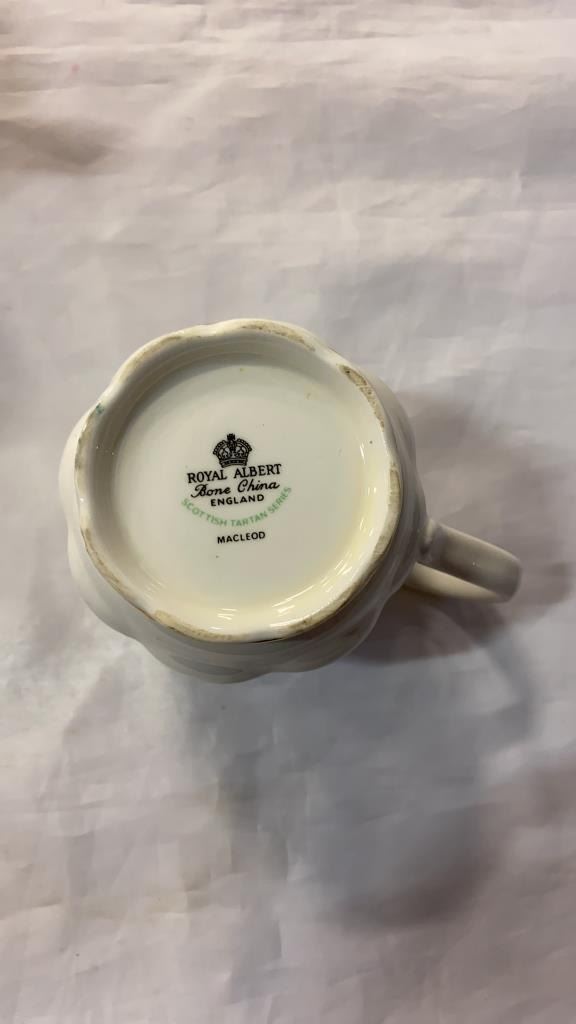 ROYAL ALBERT
Bone China
ENGLAND
SCOTTISH TARTAN SERIES
MACLEOD